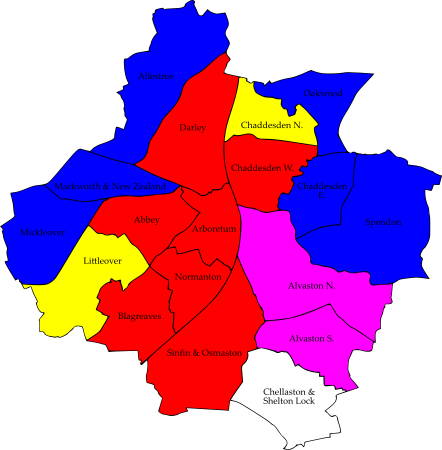 Allestree
Oakwood
Darley
Chaddesden N.
Chaddesden W.
Mackworth & New Zealand
Chaddesden
E.
Abbey
Spondon
Mickleover
Arboretum
Littleover
Normanton
Alvaston N.
Blagreaves
Alvaston S.
Sinfin & Osmaston
Chellaston &
Shelton Lock